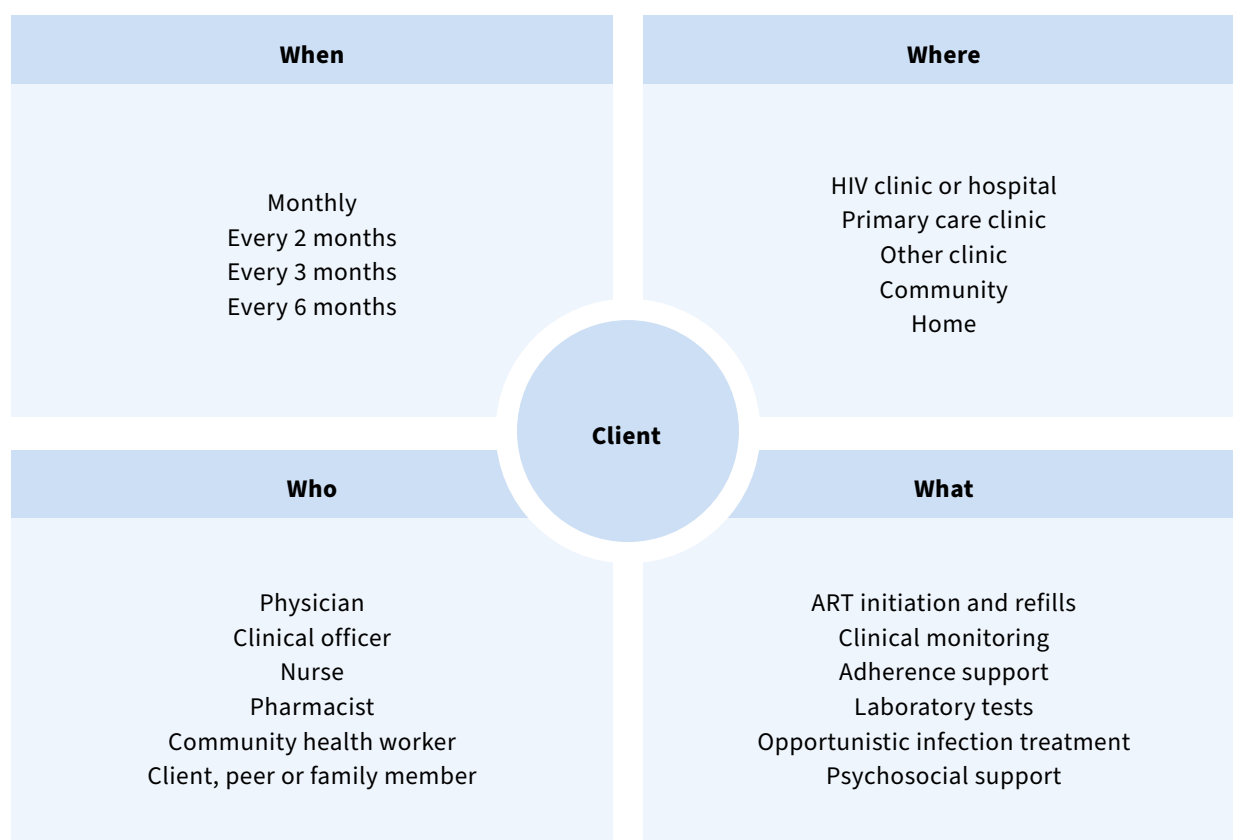 When
Monthly
Every 2 months
Every 3 months
Every 6 months
Where
HIV clinic or hospital
Primary care clinic
Other clinic
Community
Home
Client
Who
Physician
Clinical officer
Nurse
Pharmacist
Community health worker
Client, peer or family member
What
ART initiation and refills
Clinical monitoring
Adherence support
Laboratory tests
Opportunistic infection treatment
Psychosocial support